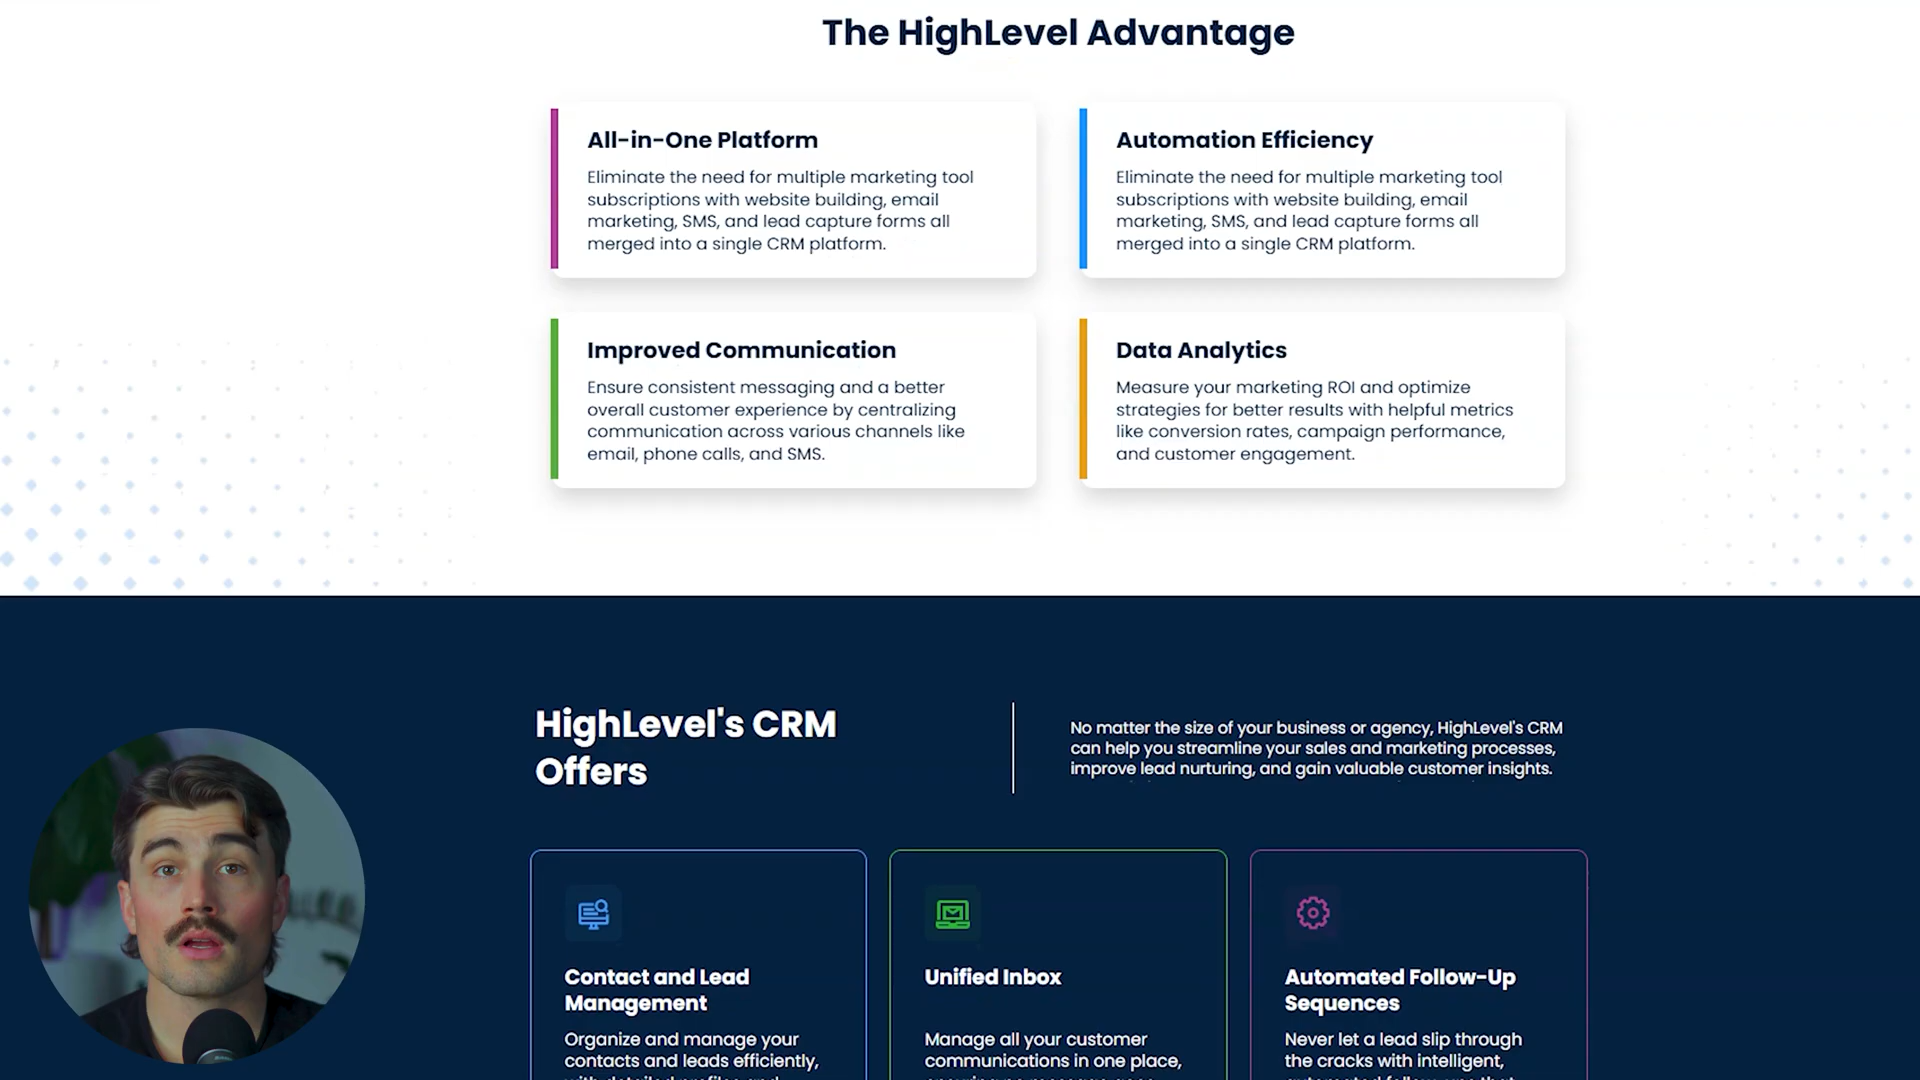 The HighLevel Advantage
All-in-One Platform
Eliminate the need for multiple marketing tool
subscriptions with website building, email
marketing, SMS, and lead capture forms all
merged into a single CRM platform.
Automation Efficiency
Eliminate the need for multiple marketing tool
subscriptions with website building, email
marketing, SMS, and lead capture forms all
merged into a single CRM platform.
Improved Communication
Ensure consistent messaging and a better
overall customer experience by centralizing
communication across various channels like
email, phone calls, and SMS.
Data Analytics
Measure your marketing ROI and optimize
strategies for better results with helpful metrics
like conversion rates, campaign performance,
and customer engagement.
HighLevel's CRM
Offers
No matter the size of your business or agency, HighLevel's CRM
can help you streamline your sales and marketing processes,
improve lead nurturing, and gain valuable customer insights.
Contact and Lead
Management
Organize and manage your
contacts and leads efficiently,
Unified Inbox
Manage all your customer
communications in one place,
Automated Follow-Up
Sequences
Never let a lead slip through
the cracks with intelligent,